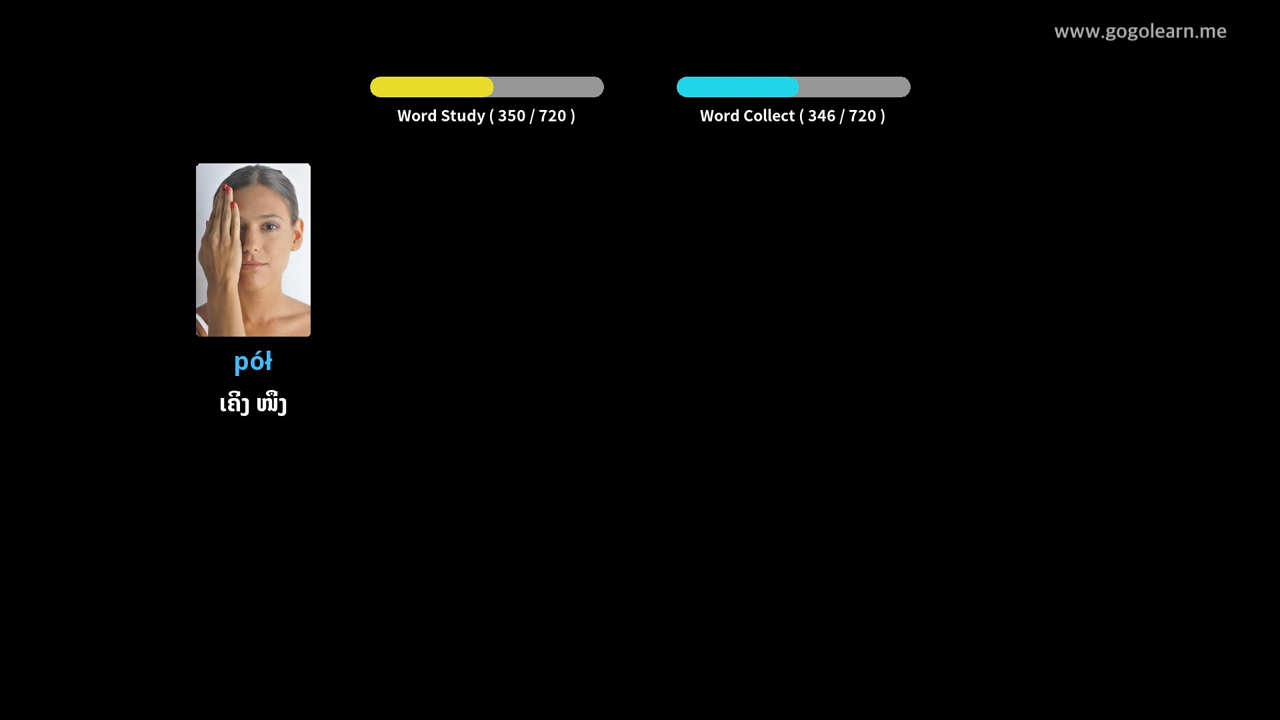 www.gogolearn.me
Word Study ( 350 / 720 )
Word Collect ( 346 / 720 )
pół
ເຄິ່ງ ໜຶ່ງ